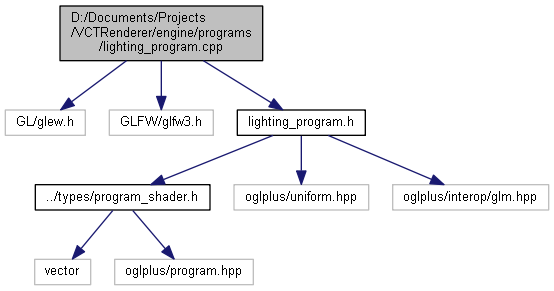 D:/Documents/Projects
/VCTRenderer/engine/programs
/lighting_program.cpp
GL/glew.h
GLFW/glfw3.h
lighting_program.h
../types/program_shader.h
oglplus/uniform.hpp
oglplus/interop/glm.hpp
vector
oglplus/program.hpp